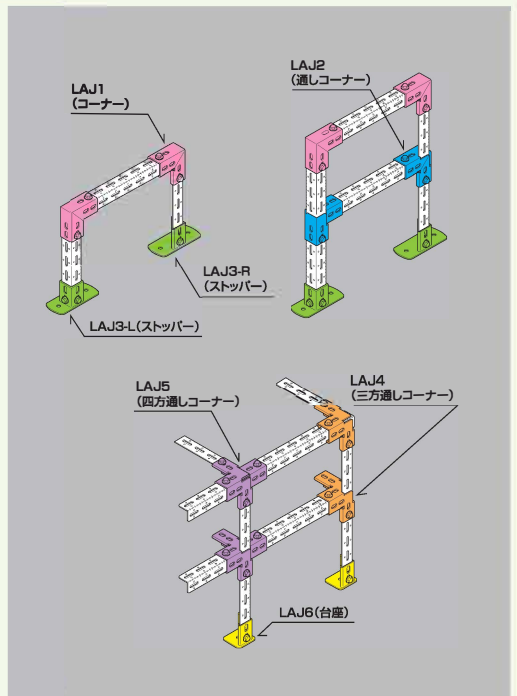 LAJ1
(コーナー)
LAJ2
(通しコーナー)
LAJ3-R
(ストッパー)
LAJ3-L(ストッパー)
LAJ5
(四方通しコーナー)
LAJ4
(三方通しコーナー)
LAJ6(台座)